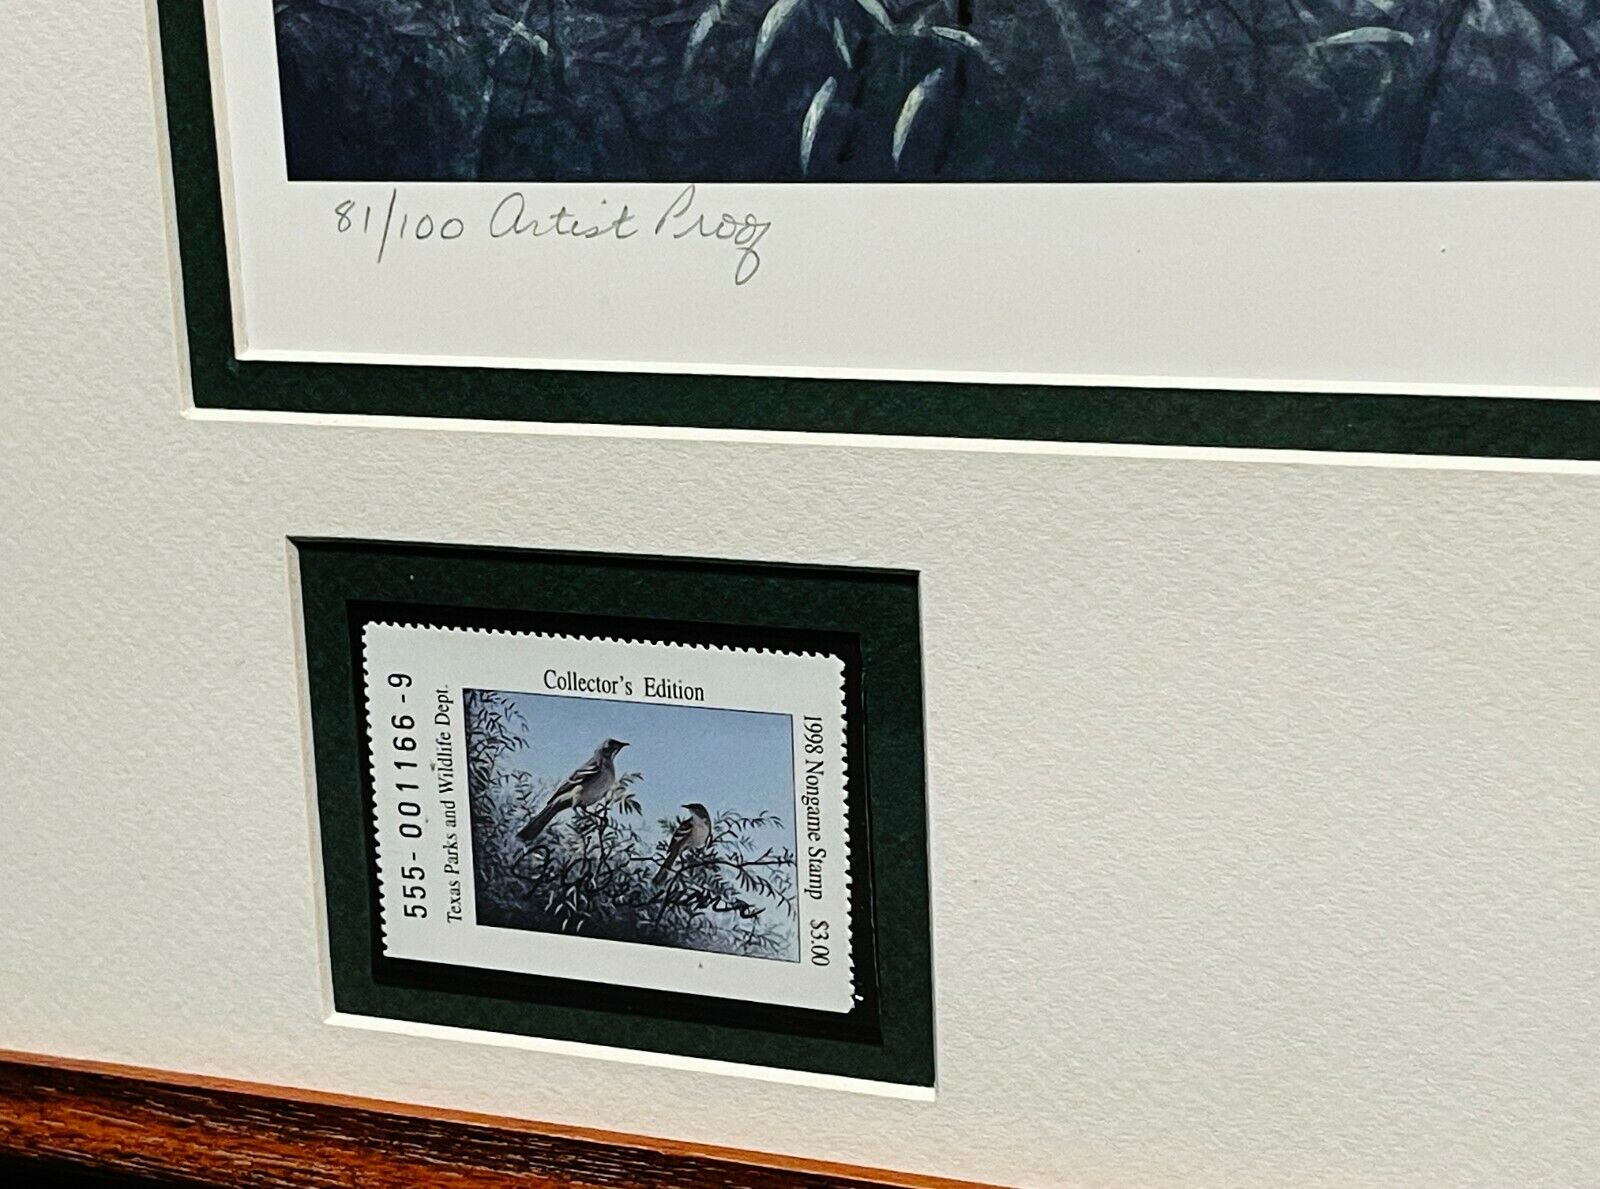 81/100 Artist Proof
Collector's Edition
1998 Nongame Stamp $3.00
555-001166-9
Texas Parks and Wildlife Dept.